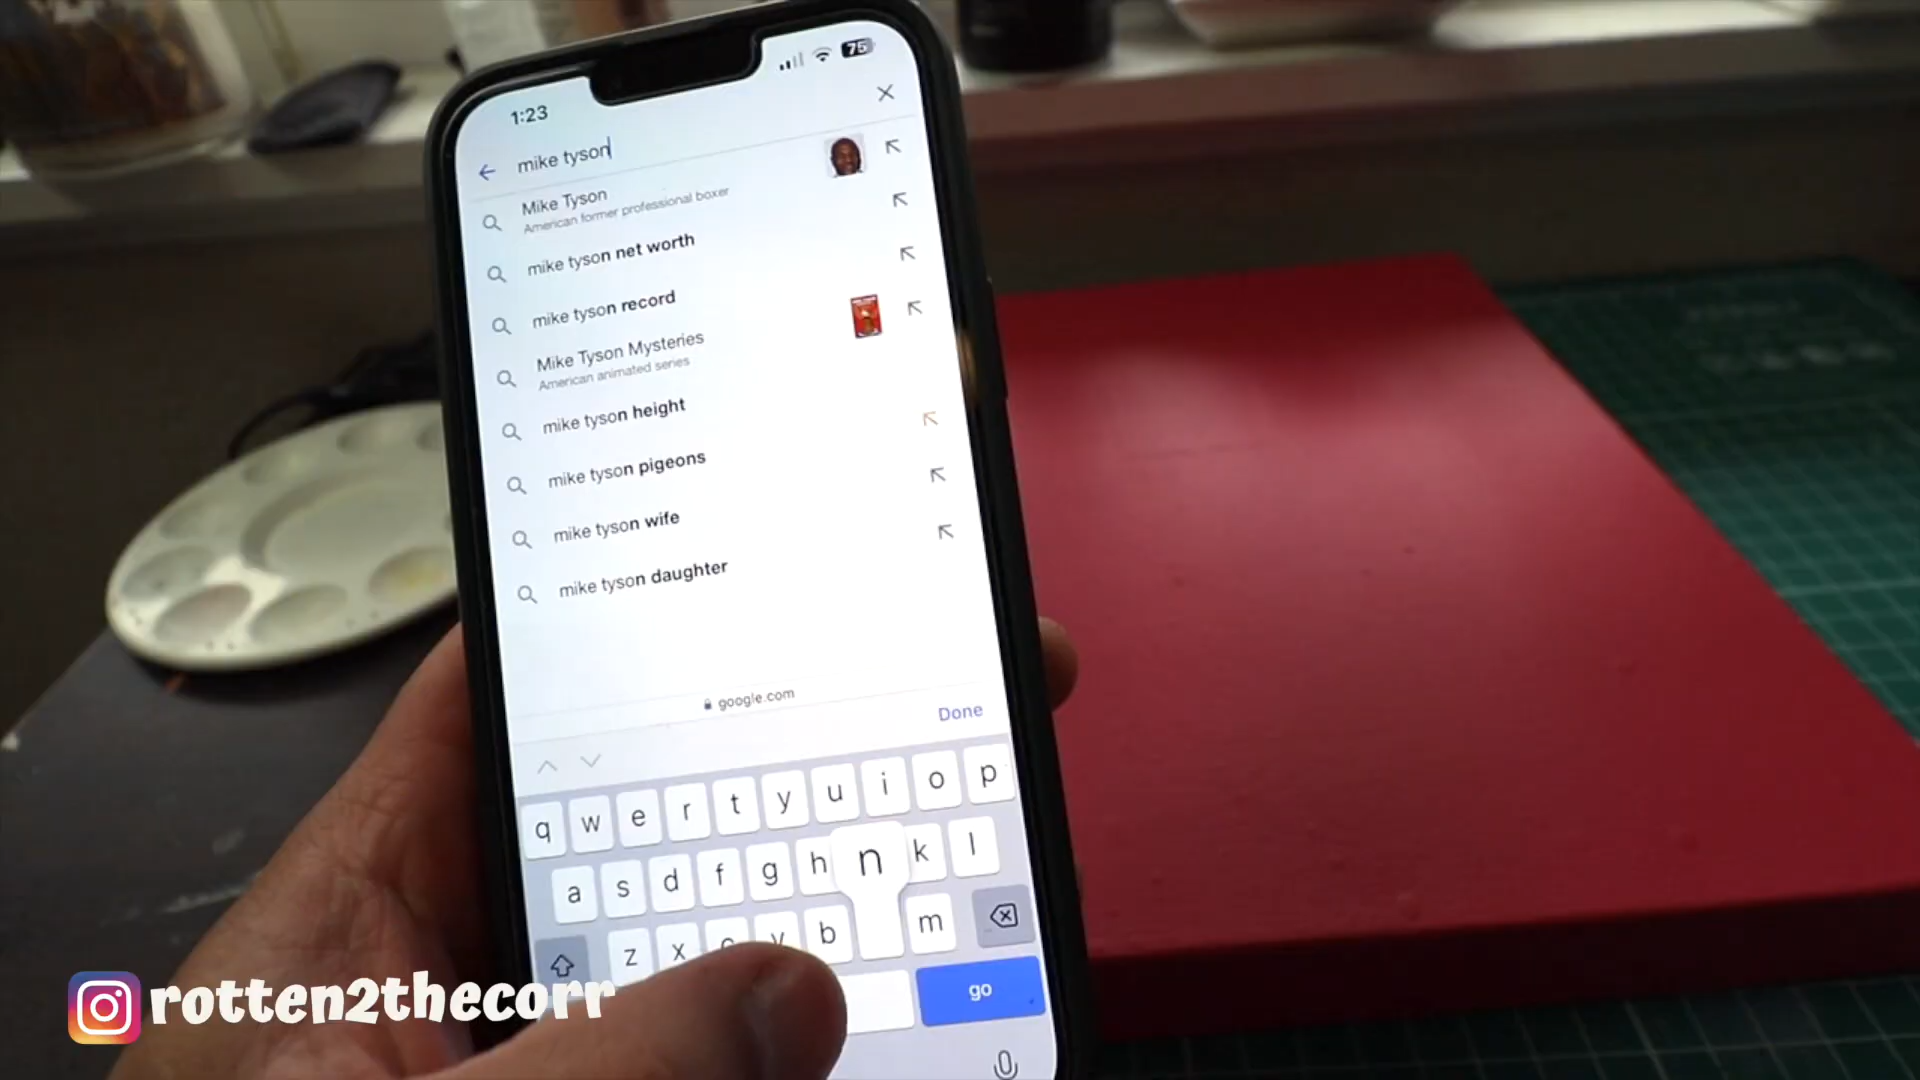 1:23
75
mike tyson
Mike Tyson
American former professional boxer
mike tyson net worth
mike tyson record
Mike Tyson Mysteries
American animated series
mike tyson height
mike tyson pigeons
mike tyson wife
mike tyson daughter
google.com
Done
q w e r t y u i o p
a s d f g h n k l
z x c v b m
go
rotten2thecorr